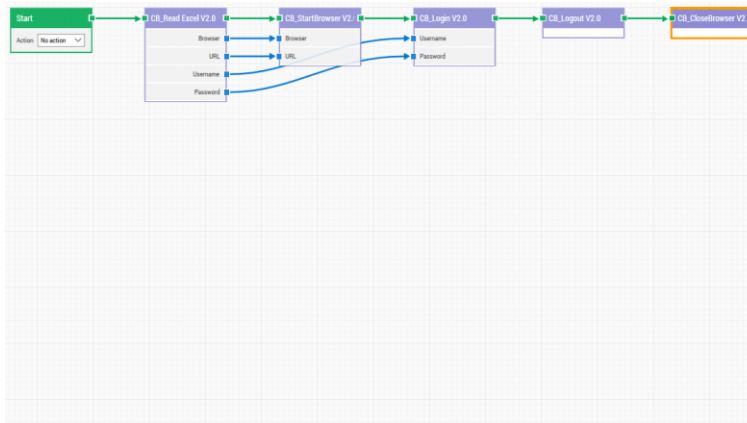 Start
Action No action
CB_Read Excel V2.0
Browser
URL
Username
Password
CB_StartBrowser V2.
Browser
URL
CB_Login V2.0
Username
Password
CB_Logout V2.0
CB_CloseBrowser V2